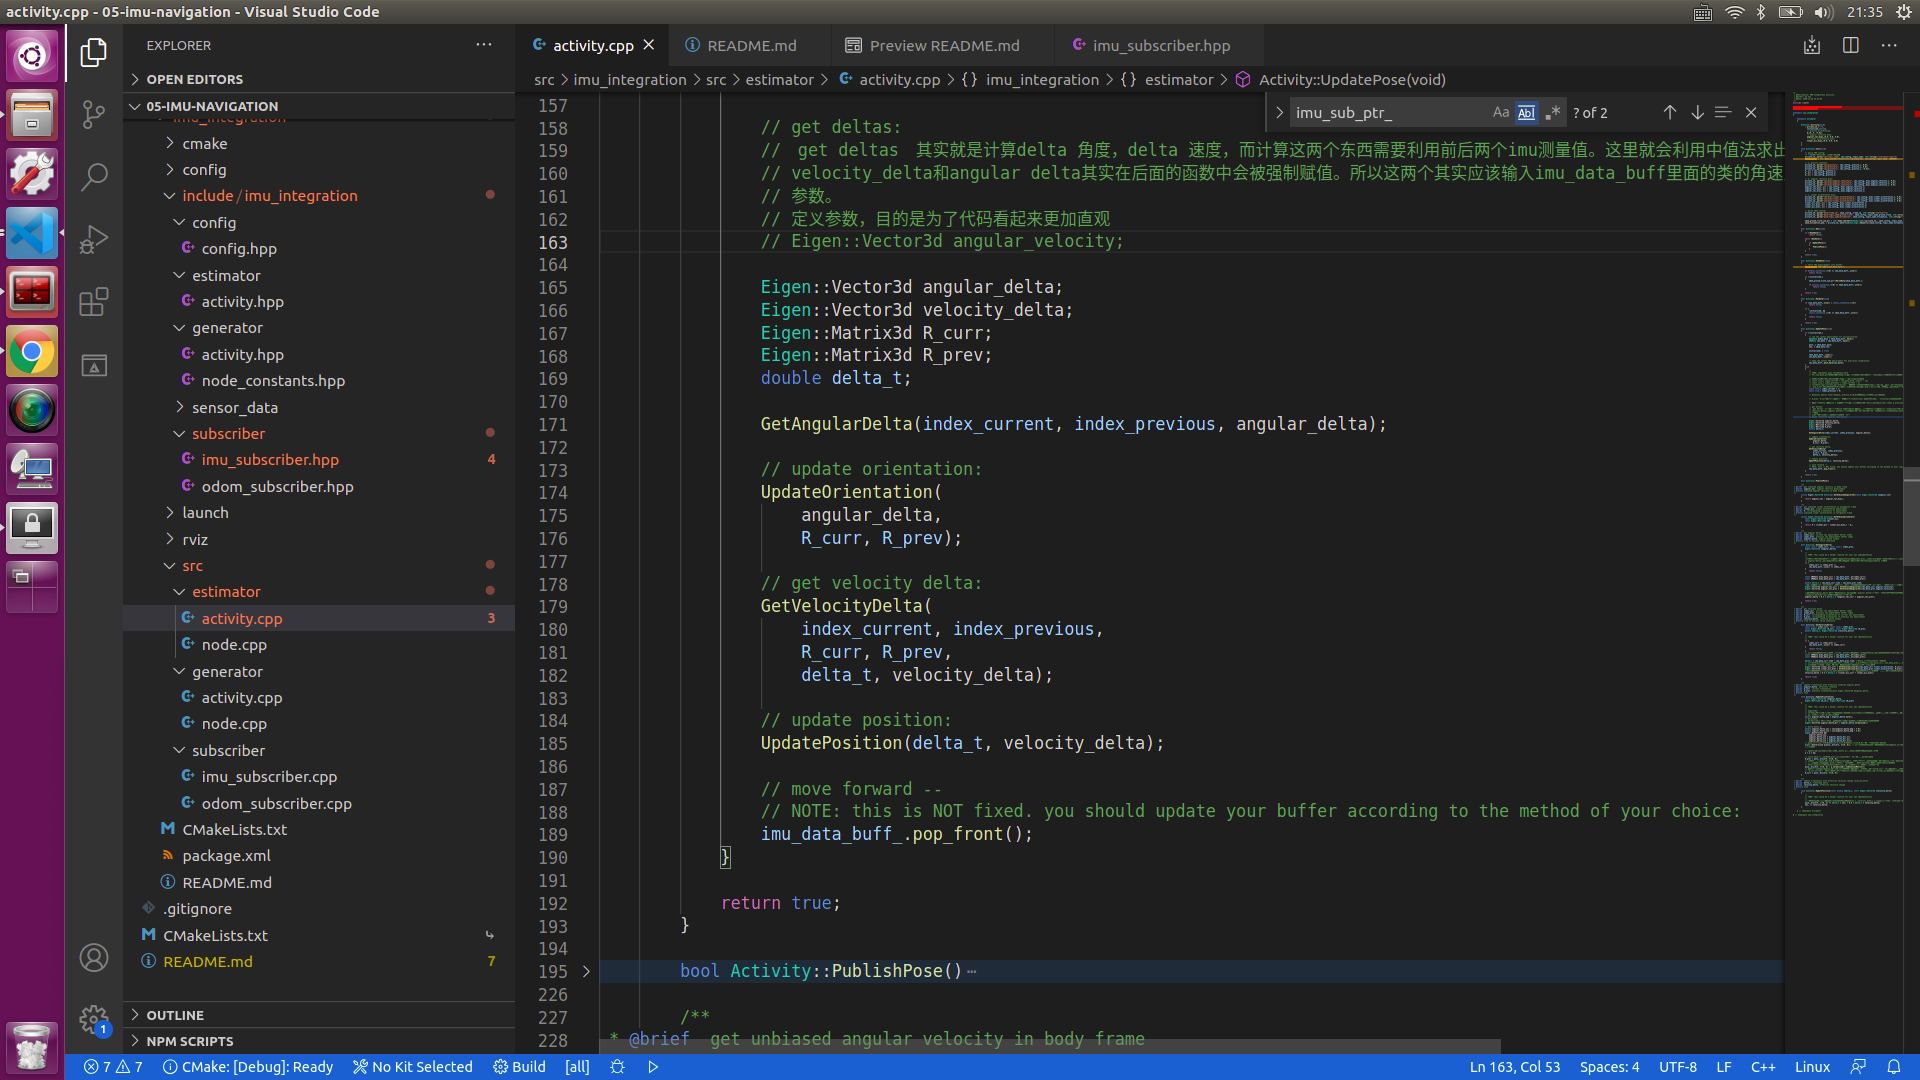 activity.cpp - 05-imu-navigation - Visual Studio Code
21:35
EXPLORER
OPEN EDITORS
05-IMU-NAVIGATION
imu_integration
cmake
config
include / imu_integration
config
config.hpp
estimator
activity.hpp
generator
activity.hpp
node_constants.hpp
sensor_data
subscriber
imu_subscriber.hpp 4
odom_subscriber.hpp
launch
rviz
src
estimator
activity.cpp 3
node.cpp
generator
activity.cpp
node.cpp
subscriber
imu_subscriber.cpp
odom_subscriber.cpp
CMakeLists.txt
package.xml
README.md
.gitignore
CMakeLists.txt
README.md 7
OUTLINE
NPM SCRIPTS
1
activity.cpp
README.md
Preview README.md
imu_subscriber.hpp
src > imu_integration > src > estimator > activity.cpp > {} imu_integration > {} estimator > Activity::UpdatePose(void)
imu_sub_ptr_ Aa Abl .* ? of 2
157
158 // get deltas:
159 //  get deltas  其实就是计算delta 角度，delta 速度，而计算这两个东西需要利用前后两个imu测量值。这里就会利用中值法求出
160 // velocity_delta和angular delta其实在后面的函数中会被强制赋值。所以这两个其实应该输入imu_data_buff里面的类的角速
161 // 参数。
162 // 定义参数，目的是为了代码看起来更加直观
163 // Eigen::Vector3d angular_velocity;
164
165 Eigen::Vector3d angular_delta;
166 Eigen::Vector3d velocity_delta;
167 Eigen::Matrix3d R_curr;
168 Eigen::Matrix3d R_prev;
169 double delta_t;
170
171 GetAngularDelta(index_current, index_previous, angular_delta);
172
173 // update orientation:
174 UpdateOrientation(
175 angular_delta,
176 R_curr, R_prev);
177
178 // get velocity delta:
179 GetVelocityDelta(
180 index_current, index_previous,
181 R_curr, R_prev,
182 delta_t, velocity_delta);
183
184 // update position:
185 UpdatePosition(delta_t, velocity_delta);
186
187 // move forward --
188 // NOTE: this is NOT fixed. you should update your buffer according to the method of your choice:
189 imu_data_buff_.pop_front();
190 }
191
192 return true;
193 }
194
195 bool Activity::PublishPose() ⋯
226
227 /**
228 * @brief  get unbiased angular velocity in body frame
7 7 CMake: [Debug]: Ready No Kit Selected Build [all]
Ln 163, Col 53 Spaces: 4 UTF-8 LF C++ Linux